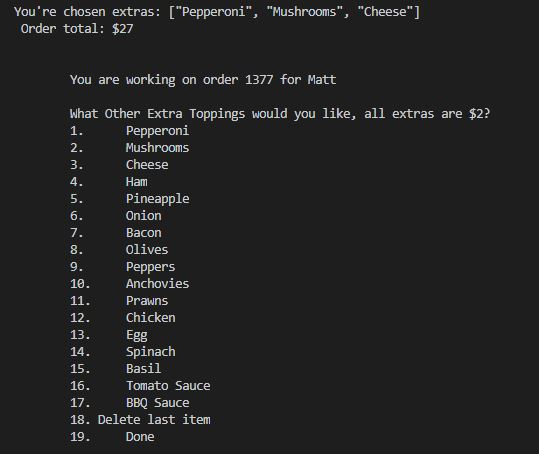 You're chosen extras: ["Pepperoni", "Mushrooms", "Cheese"]
Order total: $27
You are working on order 1377 for Matt
What Other Extra Toppings would you like, all extras are $2?
1. Pepperoni
2. Mushrooms
3. Cheese
4. Ham
5. Pineapple
6. Onion
7. Bacon
8. Olives
9. Peppers
10. Anchovies
11. Prawns
12. Chicken
13. Egg
14. Spinach
15. Basil
16. Tomato Sauce
17. BBQ Sauce
18. Delete last item
19. Done